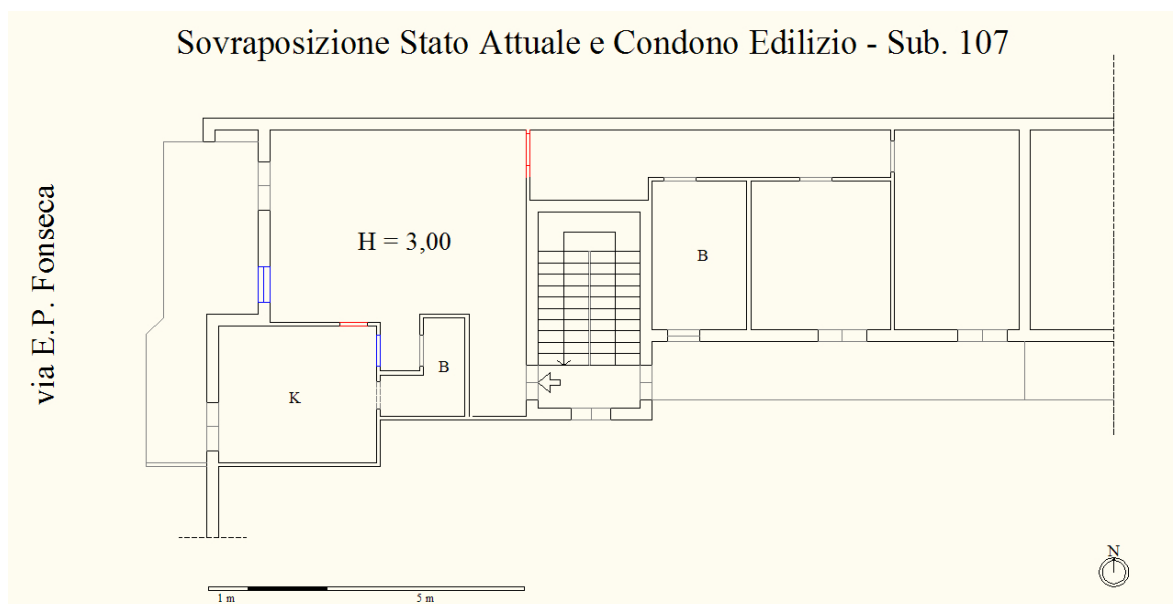 Sovraposizione Stato Attuale e Condono Edilizio - Sub. 107
via E.P. Fonseca
H = 3,00
B
B
K
N
1 m
5 m